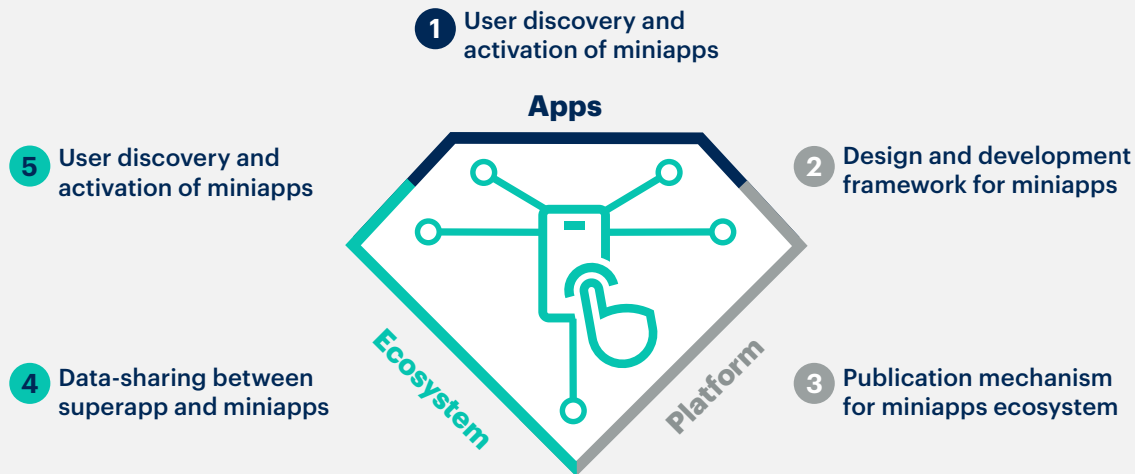 1
User discovery and
activation of miniapps
Apps
5
User discovery and
activation of miniapps
2
Design and development
framework for miniapps
Ecosystem
Platform
4
Data-sharing between
superapp and miniapps
3
Publication mechanism
for miniapps ecosystem